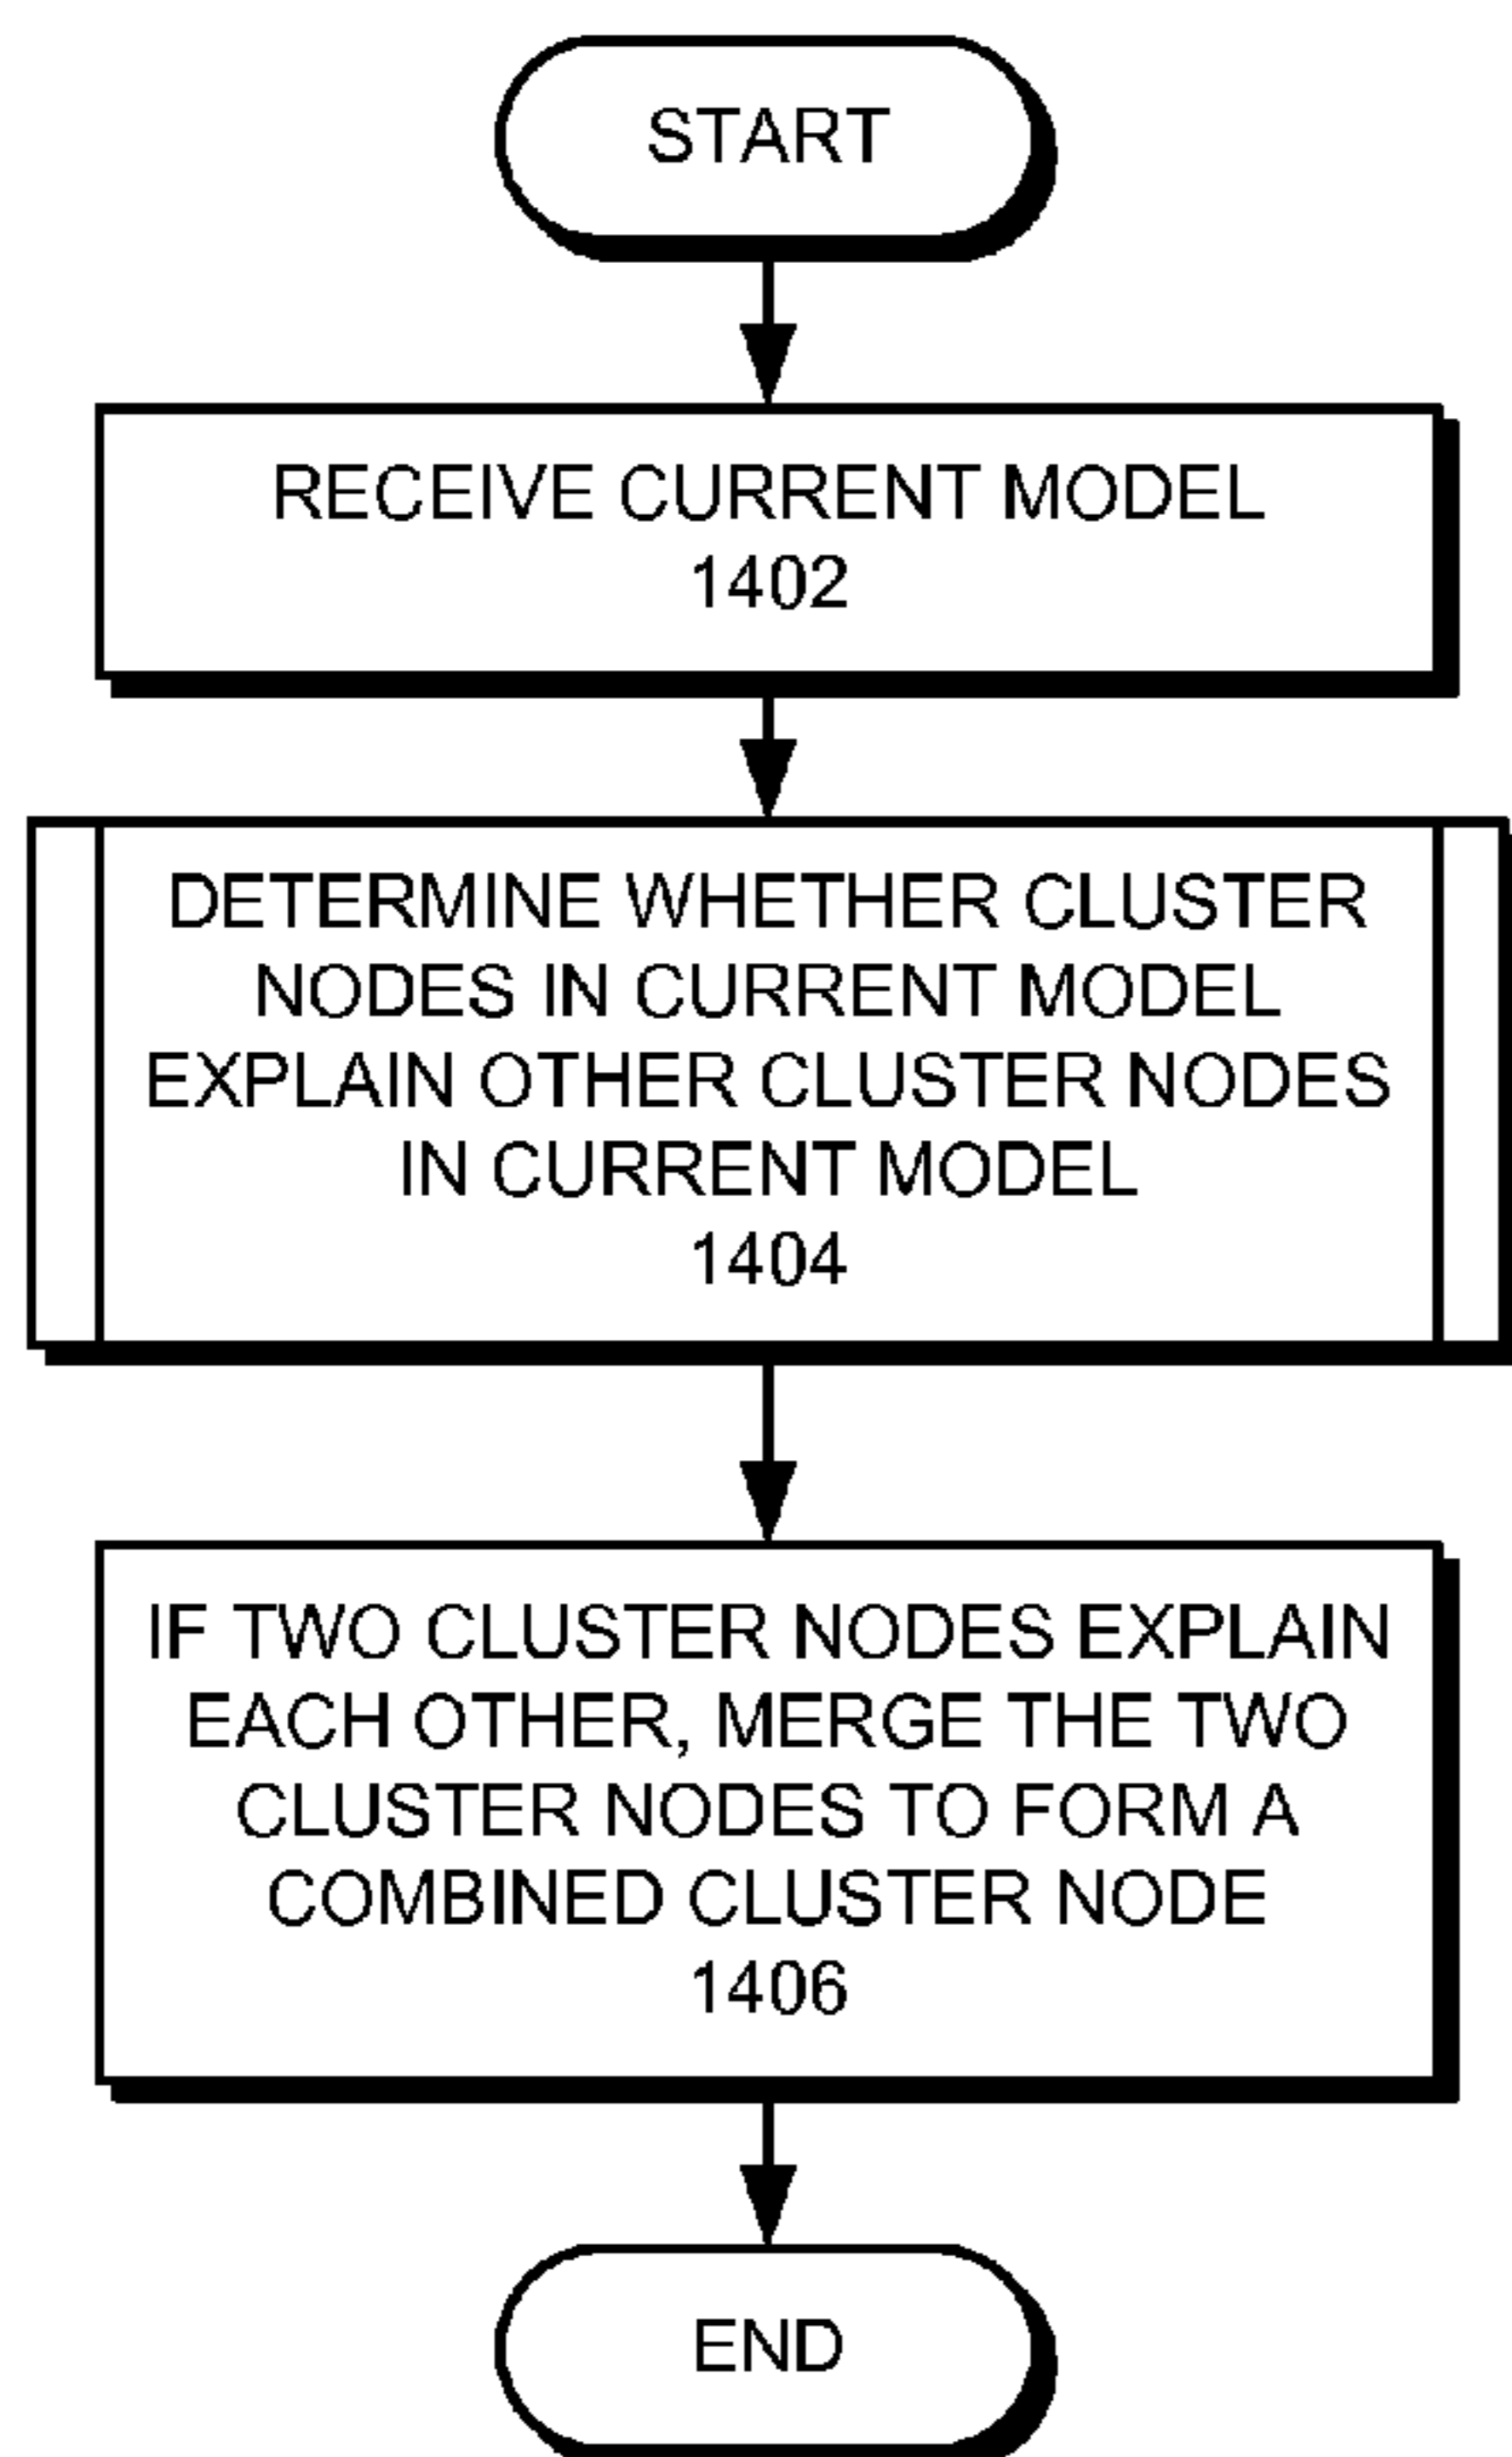 START
RECEIVE CURRENT MODEL
1402
DETERMINE WHETHER CLUSTER
NODES IN CURRENT MODEL
EXPLAIN OTHER CLUSTER NODES
IN CURRENT MODEL
1404
IF TWO CLUSTER NODES EXPLAIN
EACH OTHER, MERGE THE TWO
CLUSTER NODES TO FORM A
COMBINED CLUSTER NODE
1406
END